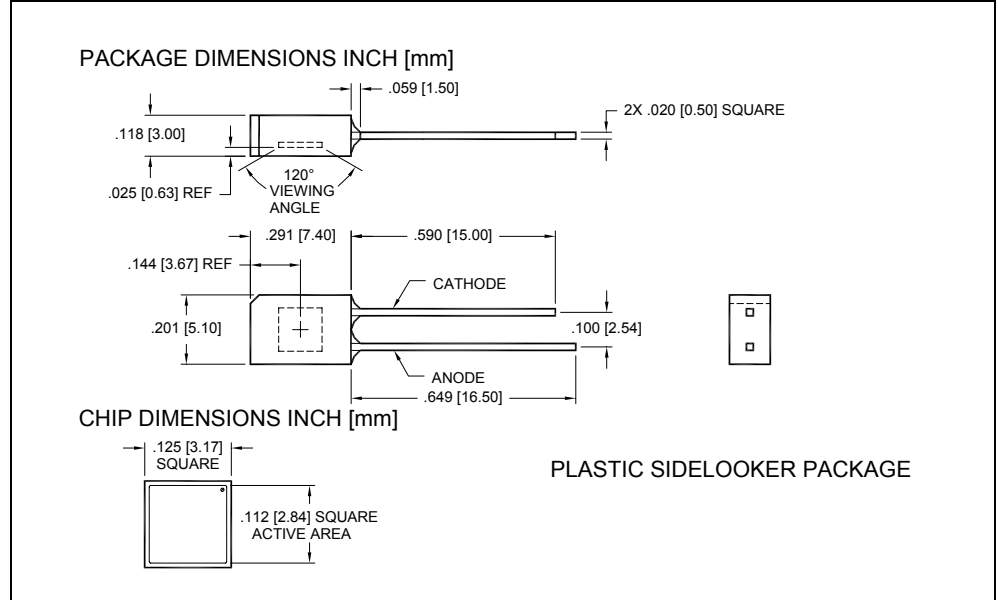 PACKAGE DIMENSIONS INCH [mm]
.059 [1.50]
2X .020 [0.50] SQUARE
.118 [3.00]
.025 [0.63] REF
120°
VIEWING
ANGLE
.291 [7.40]
.590 [15.00]
.144 [3.67] REF
CATHODE
.201 [5.10]
.100 [2.54]
ANODE
.649 [16.50]
CHIP DIMENSIONS INCH [mm]
.125 [3.17]
SQUARE
PLASTIC SIDELOOKER PACKAGE
.112 [2.84] SQUARE
ACTIVE AREA